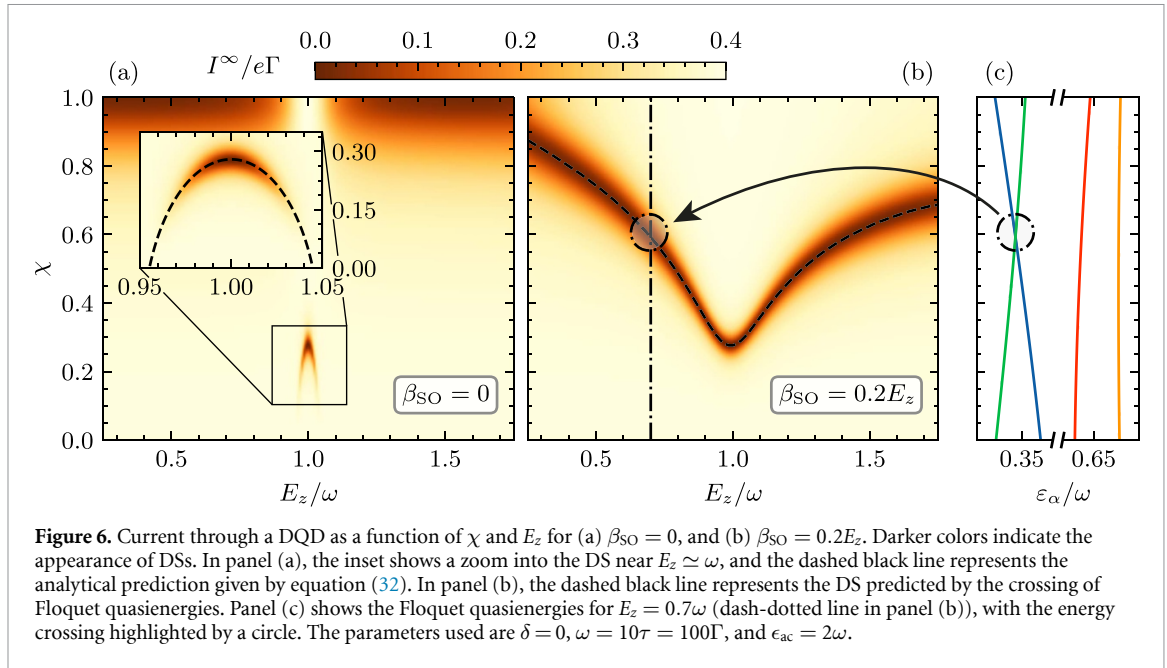 0.0 0.1 0.2 0.3 0.4
I^∞/eΓ
(a) (b) (c)
1.0
0.8
0.6
0.4
0.2
0.0
χ
0.30
0.15
0.00
0.95 1.00 1.05
β_SO = 0
β_SO = 0.2E_z
0.5 1.0 1.5
E_z/ω
0.5 1.0 1.5
E_z/ω
0.35 0.65
ε_α/ω
Figure 6. Current through a DQD as a function of χ and E_z for (a) β_SO = 0, and (b) β_SO = 0.2E_z. Darker colors indicate the
appearance of DSs. In panel (a), the inset shows a zoom into the DS near E_z ≃ ω, and the dashed black line represents the
analytical prediction given by equation (32). In panel (b), the dashed black line represents the DS predicted by the crossing of
Floquet quasienergies. Panel (c) shows the Floquet quasienergies for E_z = 0.7ω (dash-dotted line in panel (b)), with the energy
crossing highlighted by a circle. The parameters used are δ = 0, ω = 10τ = 100Γ, and ϵ_ac = 2ω.